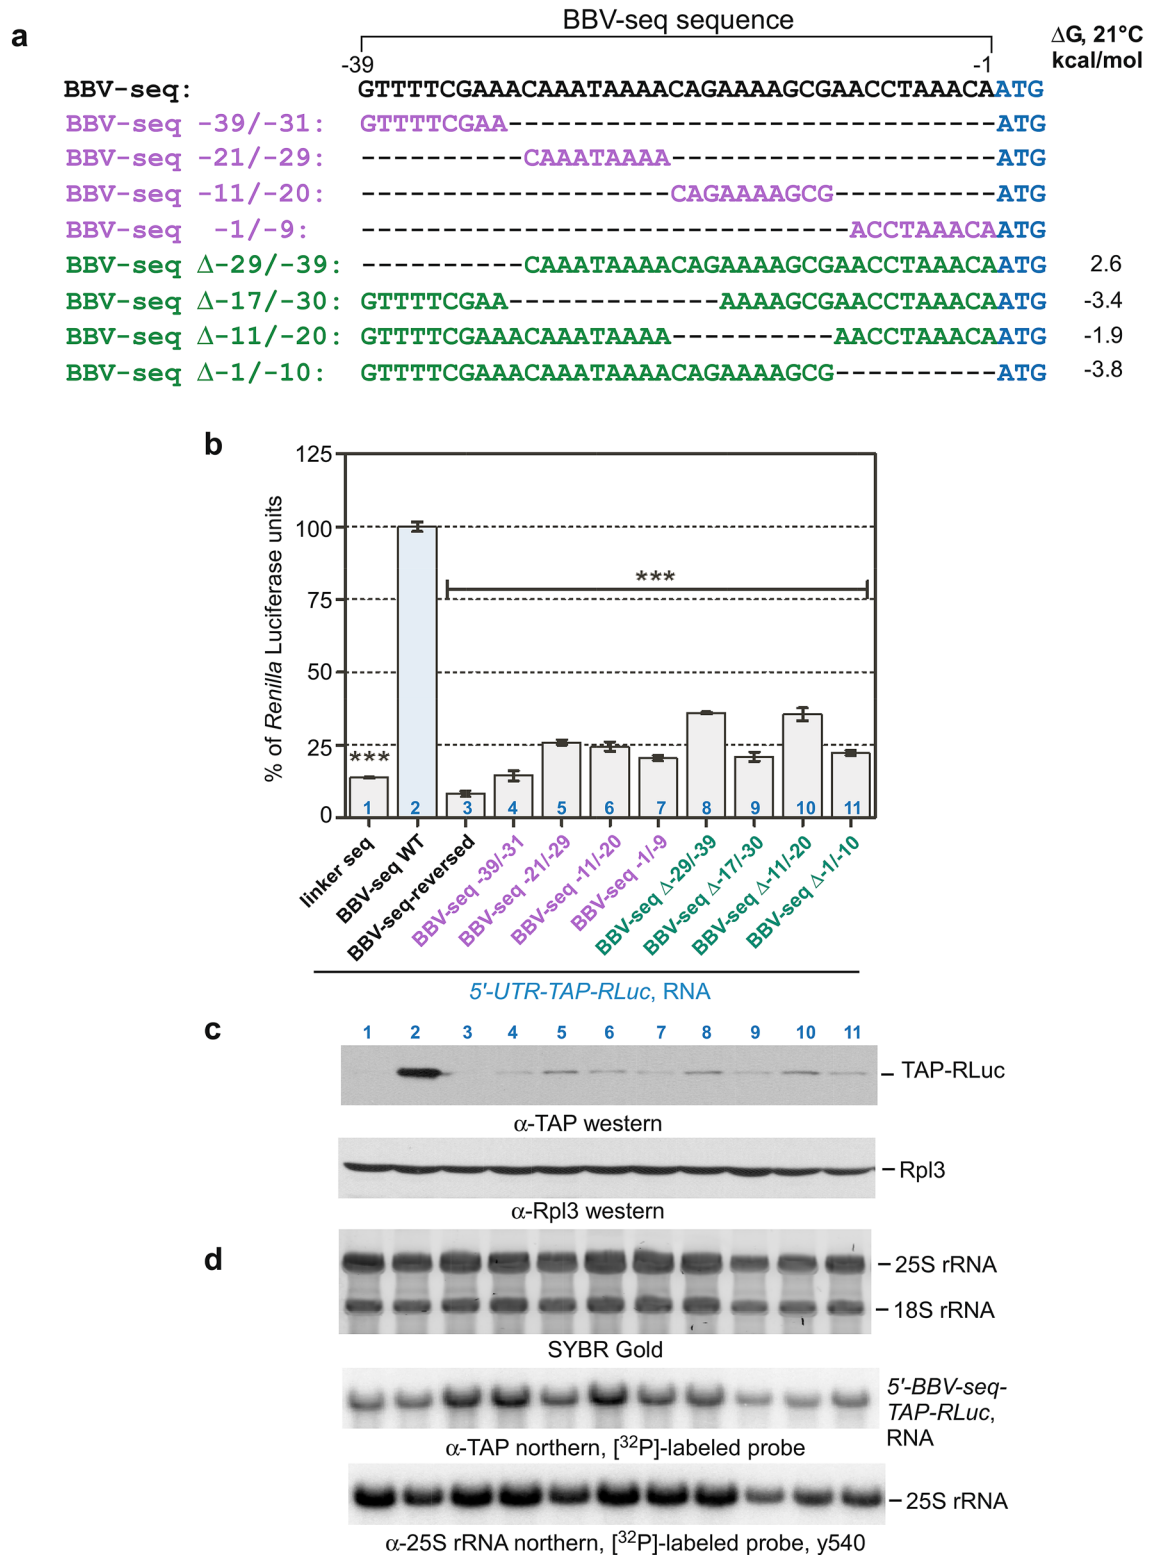 a
BBV-seq sequence
ΔG, 21°C
kcal/mol
-39
-1
BBV-seq: GTTTTCGAAACAAATAAAACAGAAAAGCGAACCTAAACAATG
BBV-seq -39/-31: GTTTTCGAA------------------------------ATG
BBV-seq -21/-29: ----------CAAATAAAA--------------------ATG
BBV-seq -11/-20: -------------------CAGAAAAGCG----------ATG
BBV-seq -1/-9: ------------------------------ACCTAAACAATG
BBV-seq Δ-29/-39: ----------CAAATAAAACAGAAAAGCGAACCTAAACAATG 2.6
BBV-seq Δ-17/-30: GTTTTCGAA-------------AAAAGCGAACCTAAACAATG -3.4
BBV-seq Δ-11/-20: GTTTTCGAAACAAATAAAA----------AACCTAAACAATG -1.9
BBV-seq Δ-1/-10: GTTTTCGAAACAAATAAAACAGAAAAGCG----------ATG -3.8
b
% of Renilla Luciferase units
125
100
75
50
25
0
***
***
1 2 3 4 5 6 7 8 9 10 11
linker seq
BBV-seq WT
BBV-seq-reversed
BBV-seq -39/-31
BBV-seq -21/-29
BBV-seq -11/-20
BBV-seq -1/-9
BBV-seq Δ-29/-39
BBV-seq Δ-17/-30
BBV-seq Δ-11/-20
BBV-seq Δ-1/-10
5'-UTR-TAP-RLuc, RNA
c
1 2 3 4 5 6 7 8 9 10 11
TAP-RLuc
α-TAP western
Rpl3
α-Rpl3 western
d
25S rRNA
18S rRNA
SYBR Gold
5'-BBV-seq-
TAP-RLuc,
RNA
α-TAP northern, [³²P]-labeled probe
25S rRNA
α-25S rRNA northern, [³²P]-labeled probe, y540